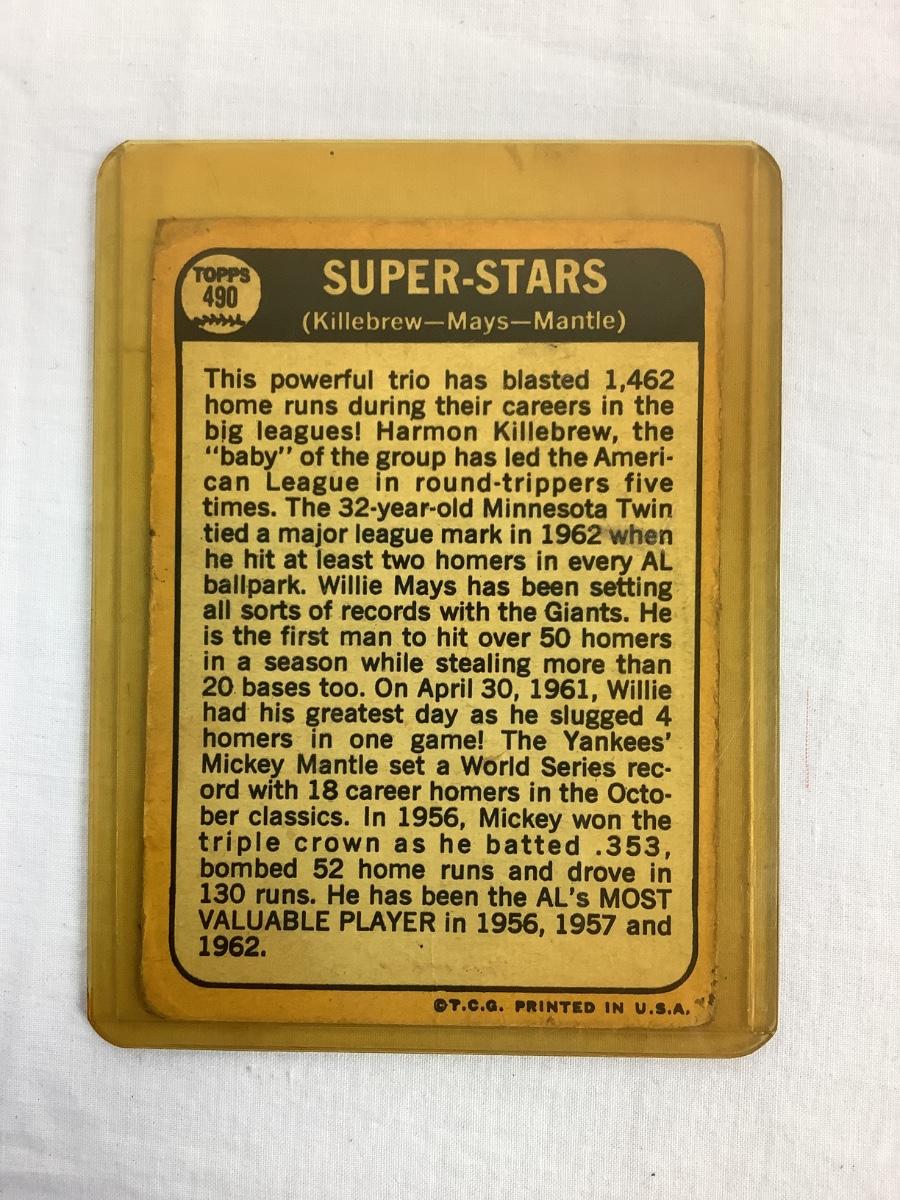 TOPPS
490
SUPER-STARS
(Killebrew—Mays—Mantle)
This powerful trio has blasted 1,462
home runs during their careers in the
big leagues! Harmon Killebrew, the
"baby" of the group has led the Ameri-
can League in round-trippers five
times. The 32-year-old Minnesota Twin
tied a major league mark in 1962 when
he hit at least two homers in every AL
ballpark. Willie Mays has been setting
all sorts of records with the Giants. He
is the first man to hit over 50 homers
in a season while stealing more than
20 bases too. On April 30, 1961, Willie
had his greatest day as he slugged 4
homers in one game! The Yankees'
Mickey Mantle set a World Series rec-
ord with 18 career homers in the Octo-
ber classics. In 1956, Mickey won the
triple crown as he batted .353,
bombed 52 home runs and drove in
130 runs. He has been the AL's MOST
VALUABLE PLAYER in 1956, 1957 and
1962.
©T.C.G. PRINTED IN U.S.A.